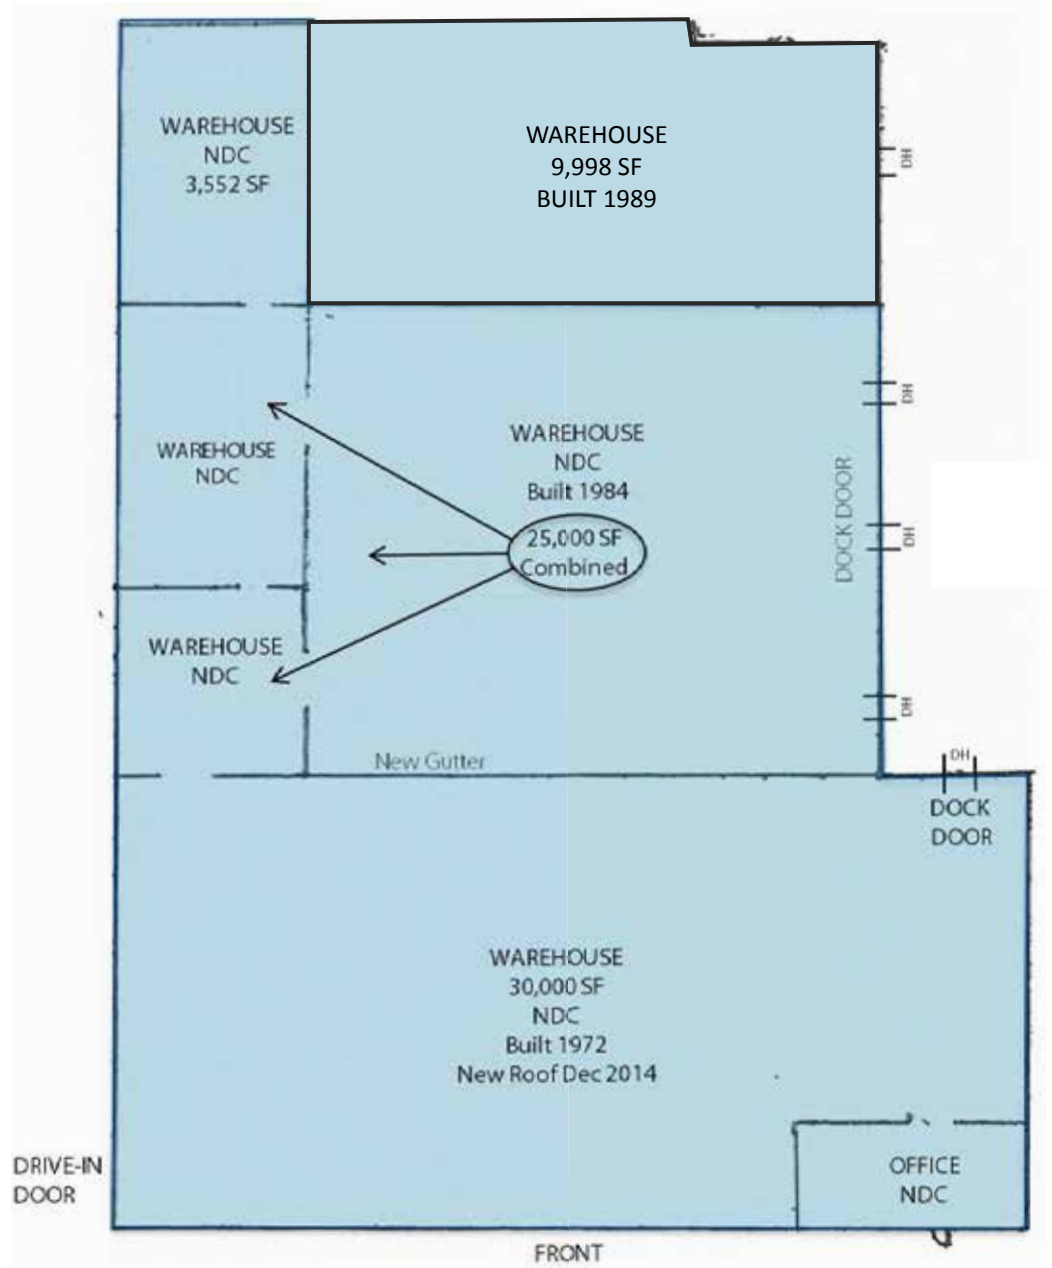 WAREHOUSE
NDC
3,552 SF
WAREHOUSE
9,998 SF
BUILT 1989
DH
DH
WAREHOUSE
NDC
WAREHOUSE
NDC
Built 1984
25,000 SF
Combined
DOCK DOOR
DH
WAREHOUSE
NDC
DH
New Gutter
DH
DOCK
DOOR
WAREHOUSE
30,000 SF
NDC
Built 1972
New Roof Dec 2014
DRIVE-IN
DOOR
OFFICE
NDC
FRONT